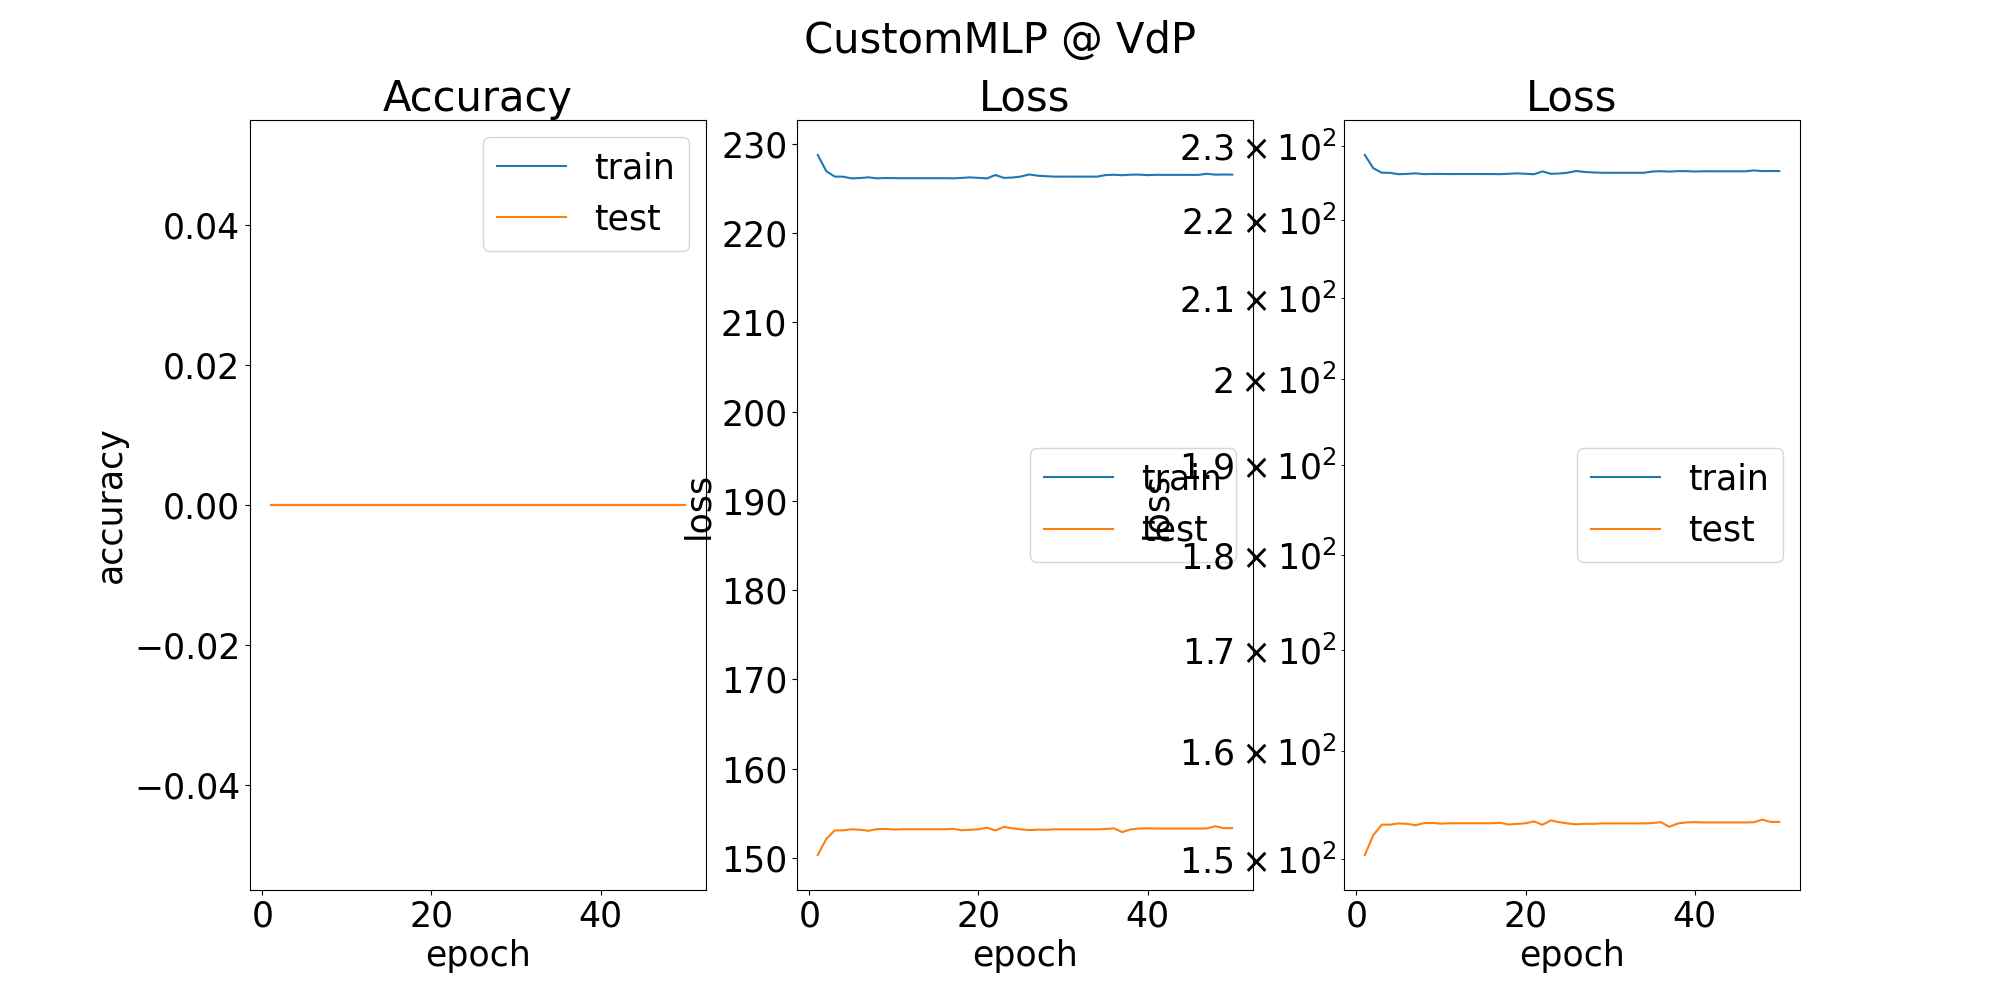 CustomMLP @ VdP
Accuracy
train
test
0.04
0.02
0.00
−0.02
−0.04
accuracy
0
20
40
epoch
Loss
230
220
210
200
190
180
170
160
150
loss
train
test
0
20
40
epoch
Loss
2.3 × 10²
2.2 × 10²
2.1 × 10²
2 × 10²
1.9 × 10²
1.8 × 10²
1.7 × 10²
1.6 × 10²
1.5 × 10²
loss
train
test
0
20
40
epoch